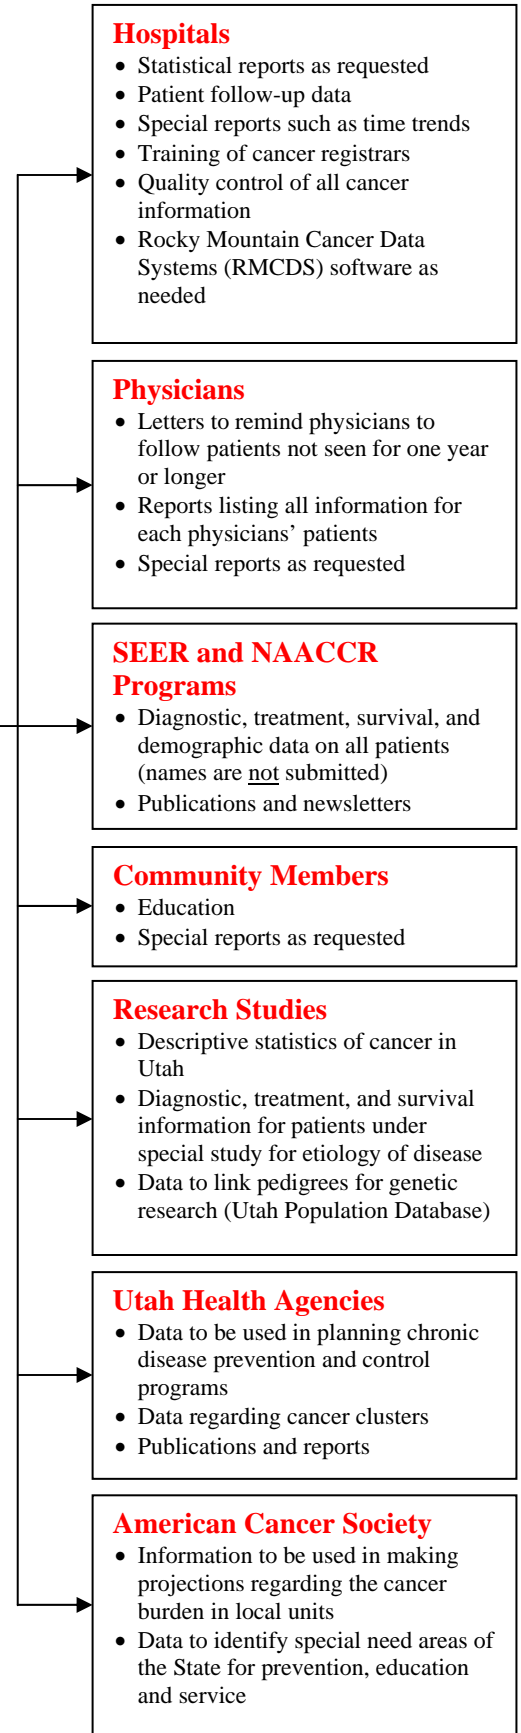 Hospitals
• Statistical reports as requested
• Patient follow-up data
• Special reports such as time trends
• Training of cancer registrars
• Quality control of all cancer
information
• Rocky Mountain Cancer Data
Systems (RMCDS) software as
needed
Physicians
• Letters to remind physicians to
follow patients not seen for one year
or longer
• Reports listing all information for
each physicians’ patients
• Special reports as requested
SEER and NAACCR
Programs
• Diagnostic, treatment, survival, and
demographic data on all patients
(names are not submitted)
• Publications and newsletters
Community Members
• Education
• Special reports as requested
Research Studies
• Descriptive statistics of cancer in
Utah
• Diagnostic, treatment, and survival
information for patients under
special study for etiology of disease
• Data to link pedigrees for genetic
research (Utah Population Database)
Utah Health Agencies
• Data to be used in planning chronic
disease prevention and control
programs
• Data regarding cancer clusters
• Publications and reports
American Cancer Society
• Information to be used in making
projections regarding the cancer
burden in local units
• Data to identify special need areas of
the State for prevention, education
and service